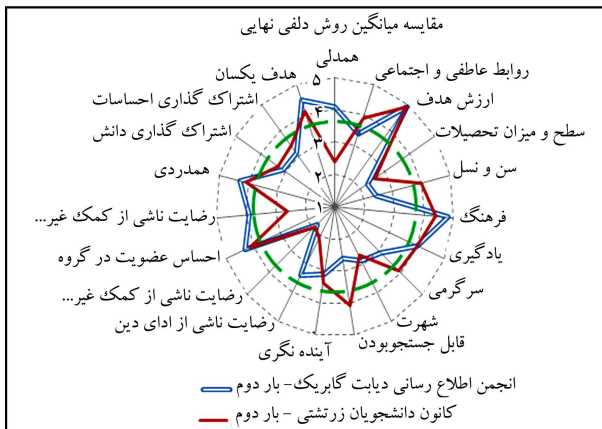 مقایسه میانگین روش دلفی نهایی
همدلی
روابط عاطفی و اجتماعی
ارزش هدف
سطح و میزان تحصیلات
سن و نسل
فرهنگ
یادگیری
سرگرمی
شهرت
قابل جستجوبودن
آینده نگری
رضایت ناشی از ادای دین
رضایت ناشی از کمک غیر...
احساس عضویت در گروه
رضایت ناشی از کمک غیر...
همدردی
اشتراک گذاری دانش
اشتراک گذاری احساسات
هدف یکسان
۵
۴
۳
۲
۱
انجمن اطلاع رسانی دیابت گابریک- بار دوم
کانون دانشجویان زرتشتی - بار دوم